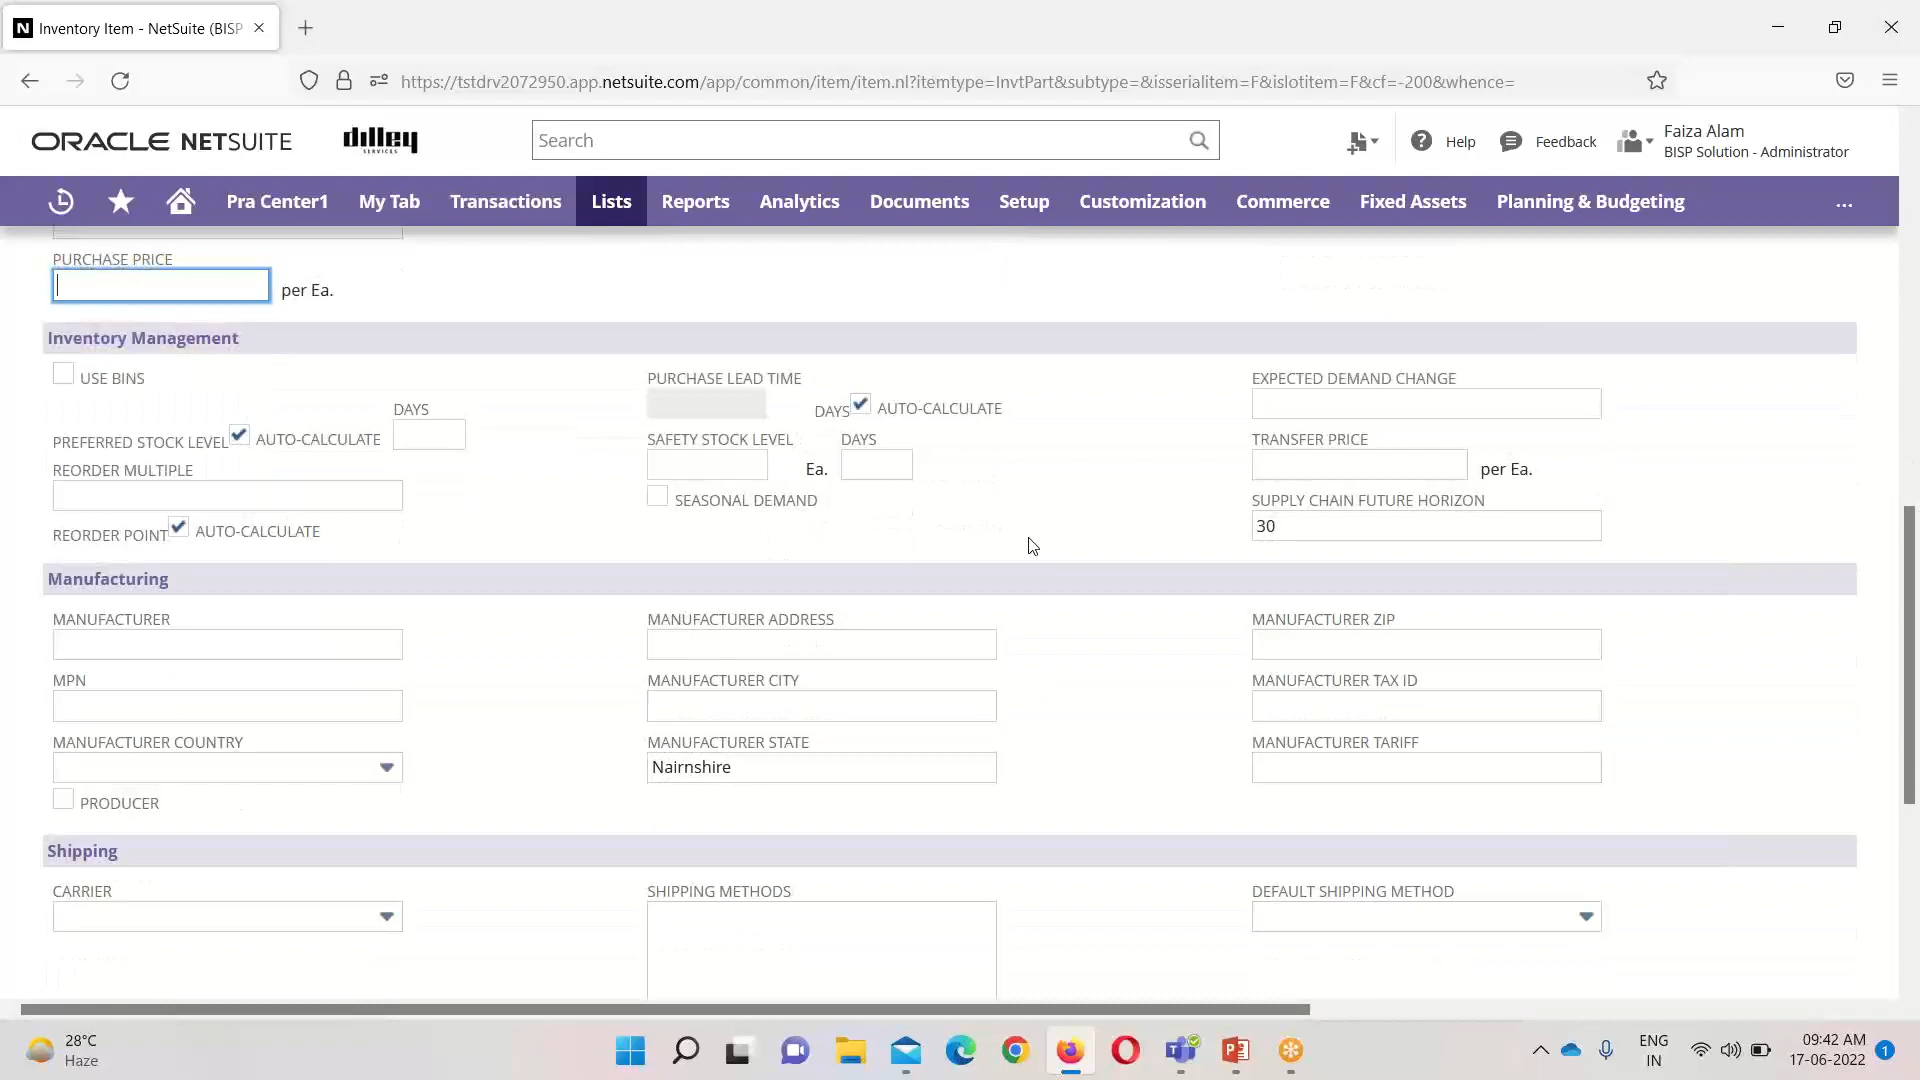 Inventory Item - NetSuite (BISP
https://tstdrv2072950.app.netsuite.com/app/common/item/item.nl?itemtype=InvtPart&subtype=&isserialitem=F&islotitem=F&cf=-200&whence=
ORACLE NETSUITE
dilley
SERVICES
Search
Help
Feedback
Faiza Alam
BISP Solution - Administrator
Pra Center1 My Tab Transactions Lists Reports Analytics Documents Setup Customization Commerce Fixed Assets Planning & Budgeting ...
PURCHASE PRICE
per Ea.
Inventory Management
USE BINS PURCHASE LEAD TIME EXPECTED DEMAND CHANGE
DAYS
DAYS AUTO-CALCULATE
PREFERRED STOCK LEVEL AUTO-CALCULATE SAFETY STOCK LEVEL DAYS TRANSFER PRICE
REORDER MULTIPLE Ea. per Ea.
SEASONAL DEMAND SUPPLY CHAIN FUTURE HORIZON
REORDER POINT AUTO-CALCULATE 30
Manufacturing
MANUFACTURER MANUFACTURER ADDRESS MANUFACTURER ZIP
MPN MANUFACTURER CITY MANUFACTURER TAX ID
MANUFACTURER COUNTRY MANUFACTURER STATE MANUFACTURER TARIFF
Nairnshire
PRODUCER
Shipping
CARRIER SHIPPING METHODS DEFAULT SHIPPING METHOD
28°C
Haze
ENG
IN
09:42 AM
17-06-2022
1